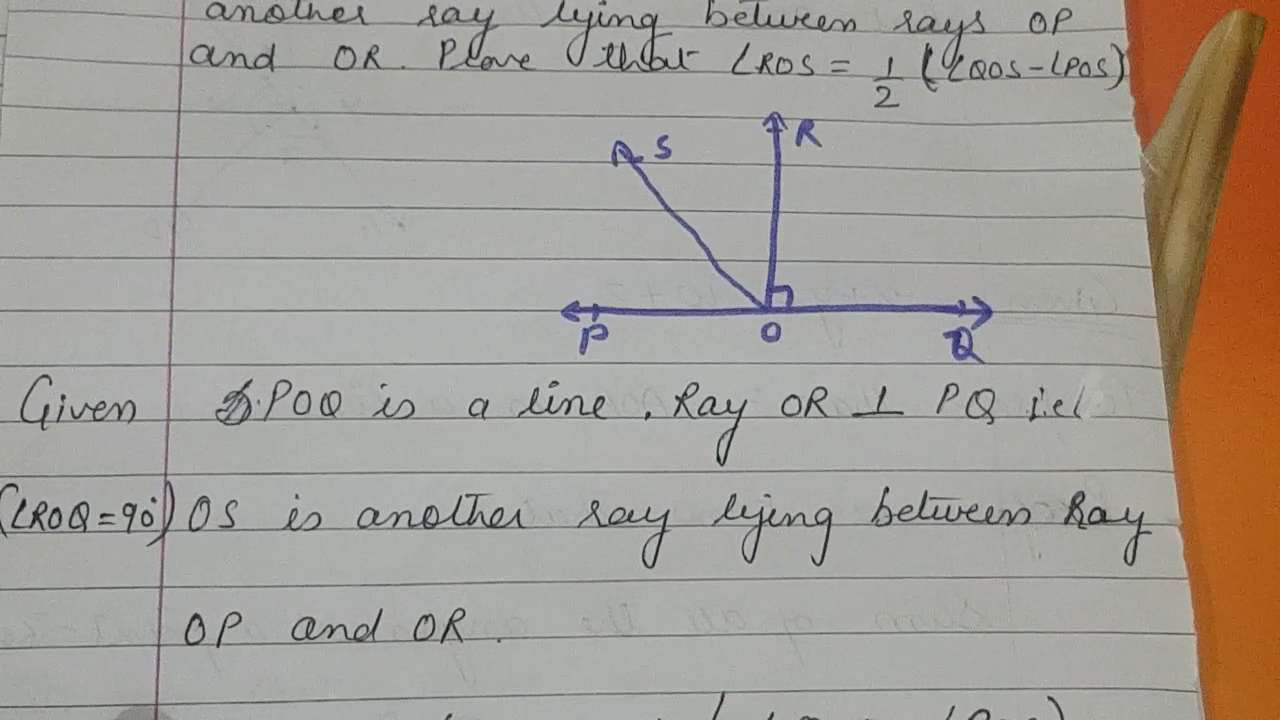 another ray lying between rays OP
and OR. Prove that ∠ROS = 1/2 (∠QOS - ∠POS)
S R
P O Q
Given POQ is a line. Ray OR ⊥ PQ i.e(
(∠ROQ = 90°) OS is another ray lying between Ray
OP and OR.